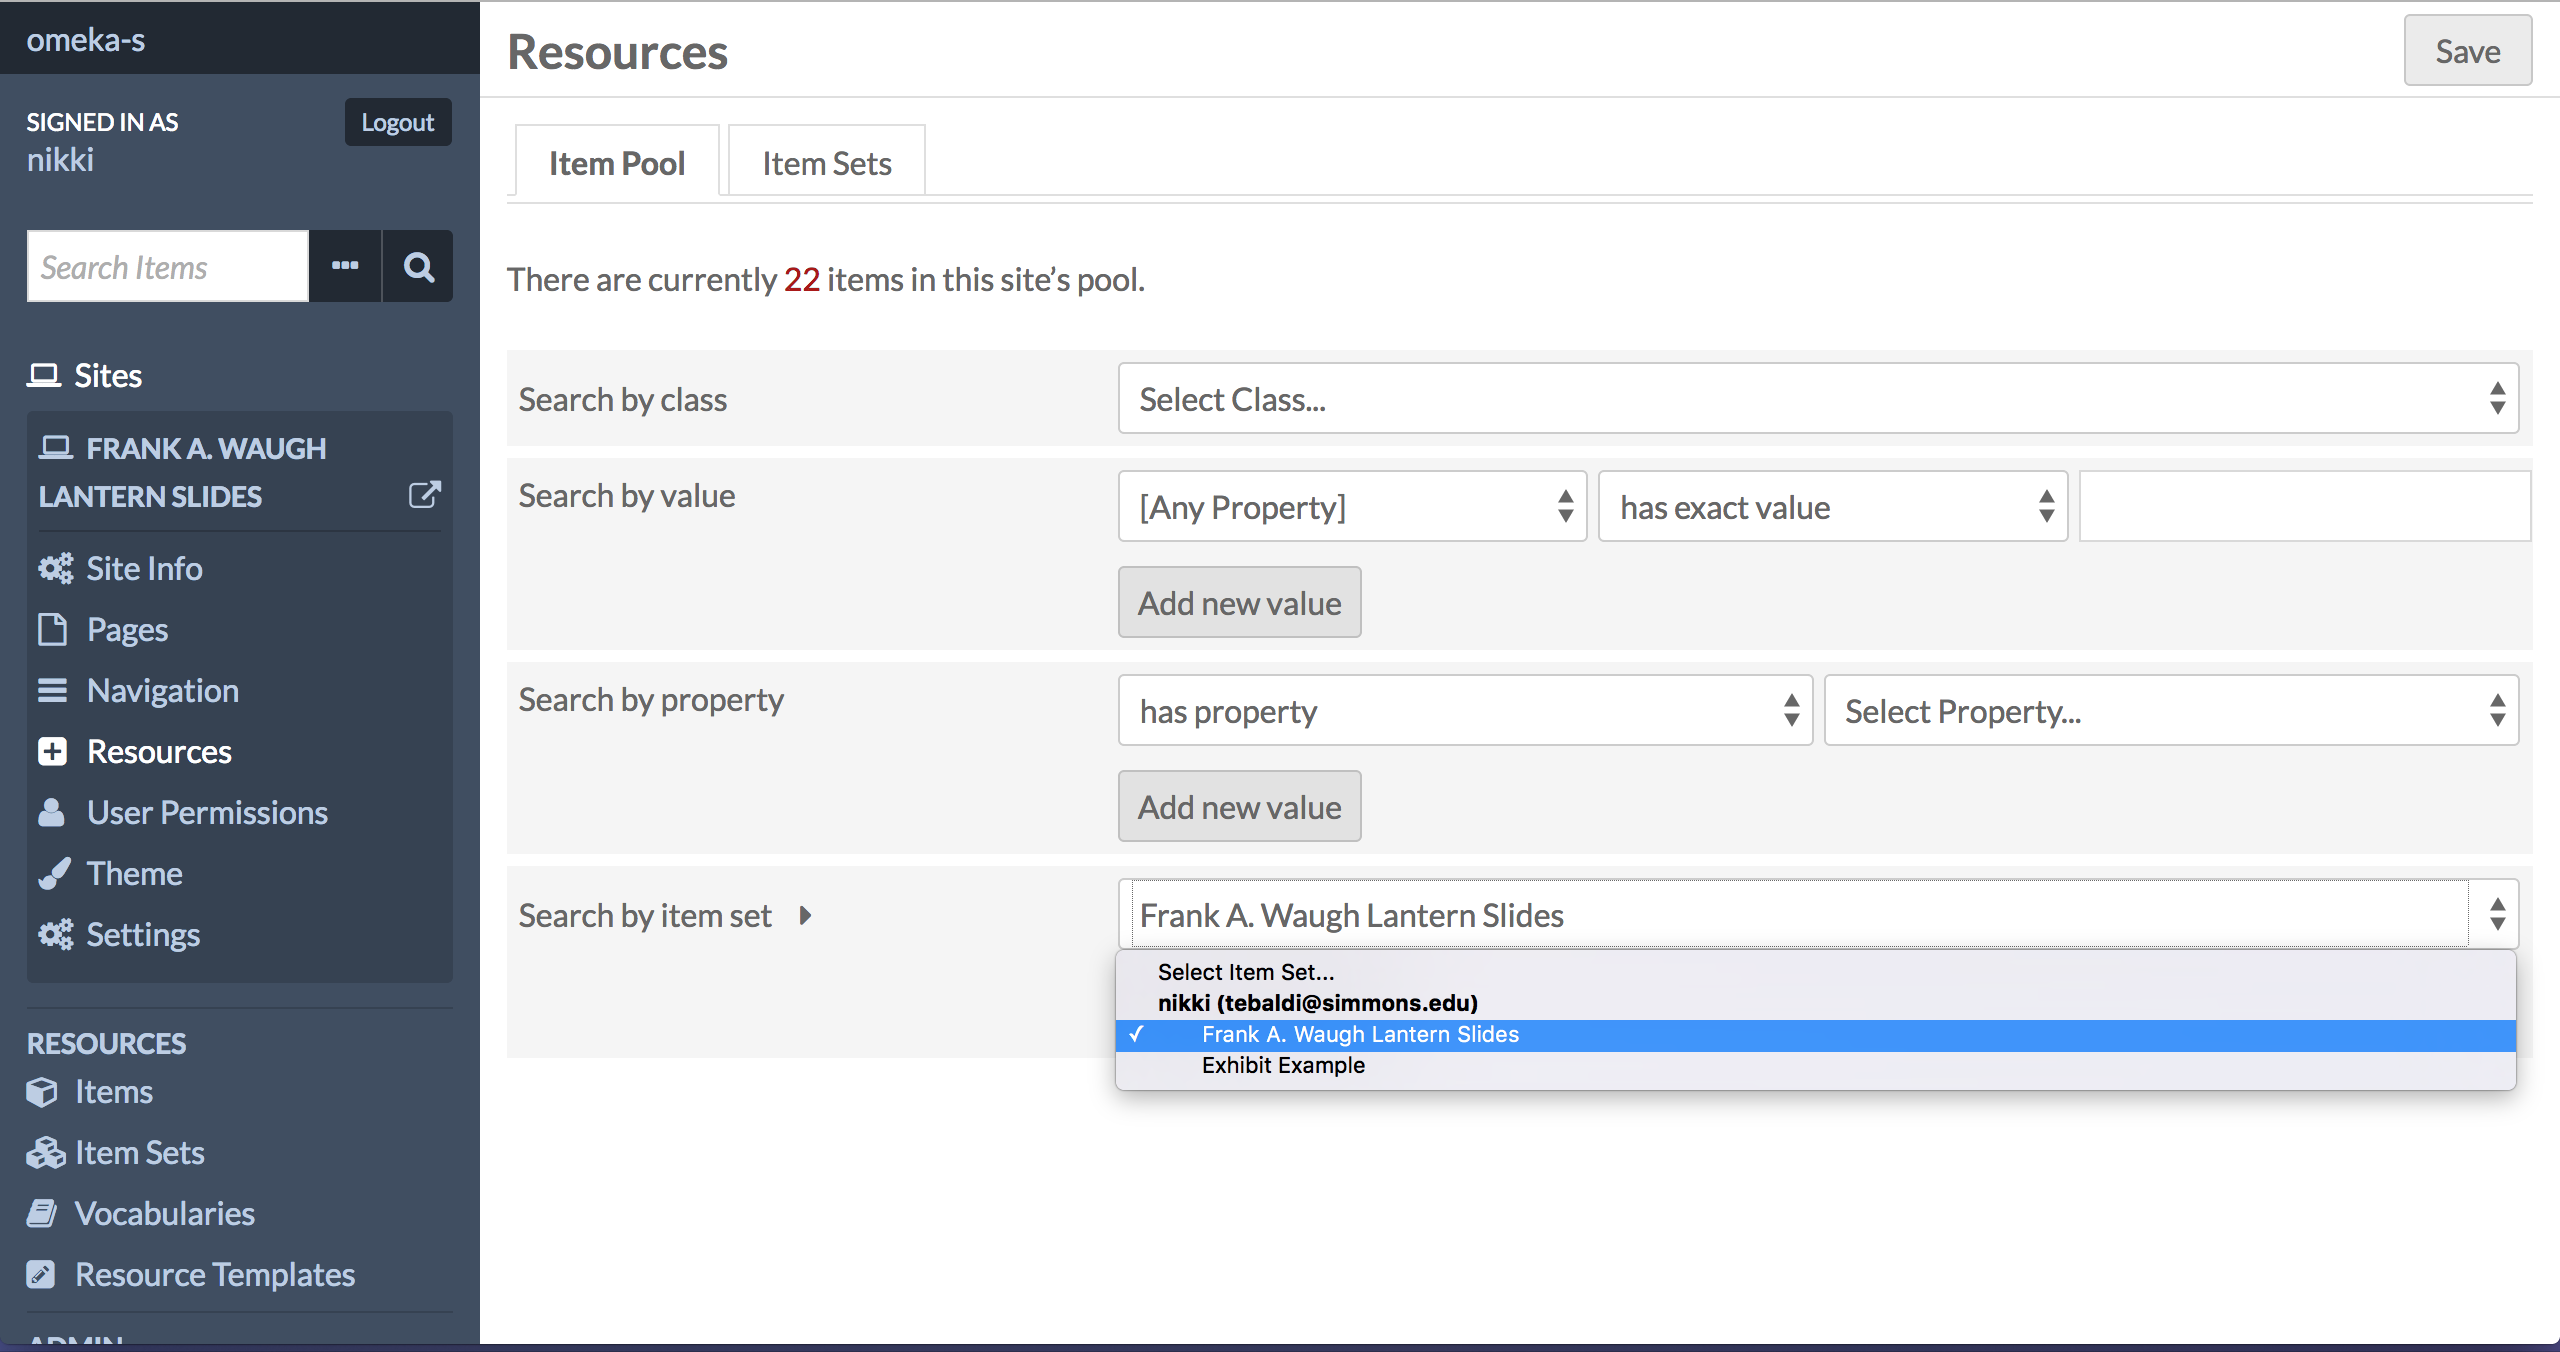 omeka-s
SIGNED IN AS
nikki
Logout
Search Items
Sites
FRANK A. WAUGH
LANTERN SLIDES
Site Info
Pages
Navigation
Resources
User Permissions
Theme
Settings
RESOURCES
Items
Item Sets
Vocabularies
Resource Templates
ADMIN
Resources
Save
Item Pool
Item Sets
There are currently 22 items in this site's pool.
Search by class
Select Class...
Search by value
[Any Property]
has exact value
Add new value
Search by property
has property
Select Property...
Add new value
Search by item set
Frank A. Waugh Lantern Slides
Select Item Set...
nikki (tebaldi@simmons.edu)
✓ Frank A. Waugh Lantern Slides
Exhibit Example